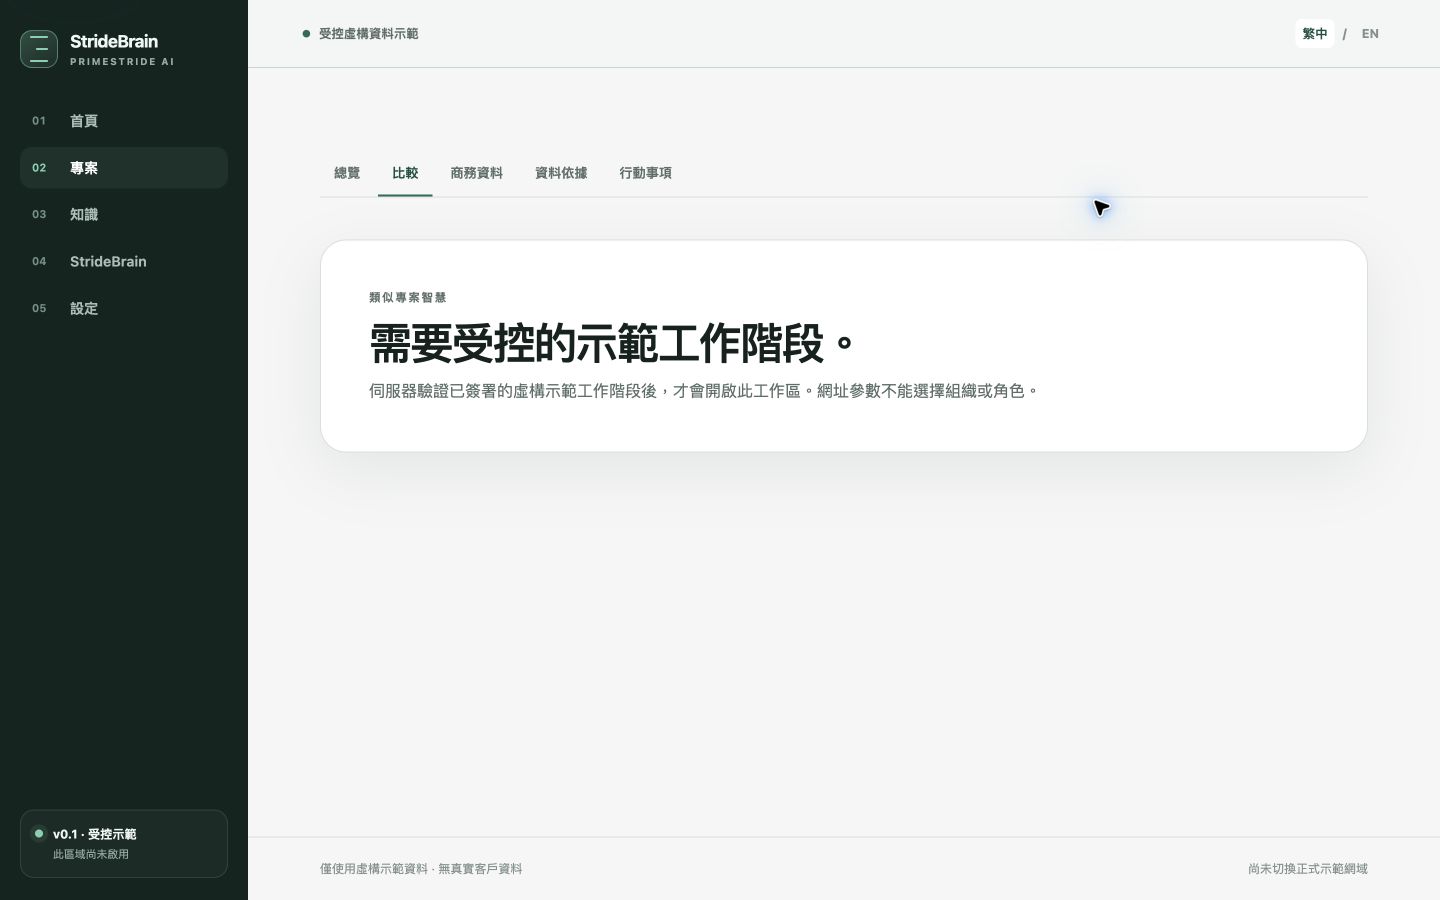 StrideBrain
PRIMESTRIDE AI
01 首頁
02 專案
03 知識
04 StrideBrain
05 設定
v0.1 · 受控示範
此區域尚未啟用
受控虛構資料示範
繁中 / EN
總覽 比較 商務資料 資料依據 行動事項
類似專案智慧
需要受控的示範工作階段。
伺服器驗證已簽署的虛構示範工作階段後，才會開啟此工作區。網址參數不能選擇組織或角色。
僅使用虛構示範資料 · 無真實客戶資料
尚未切換正式示範網域